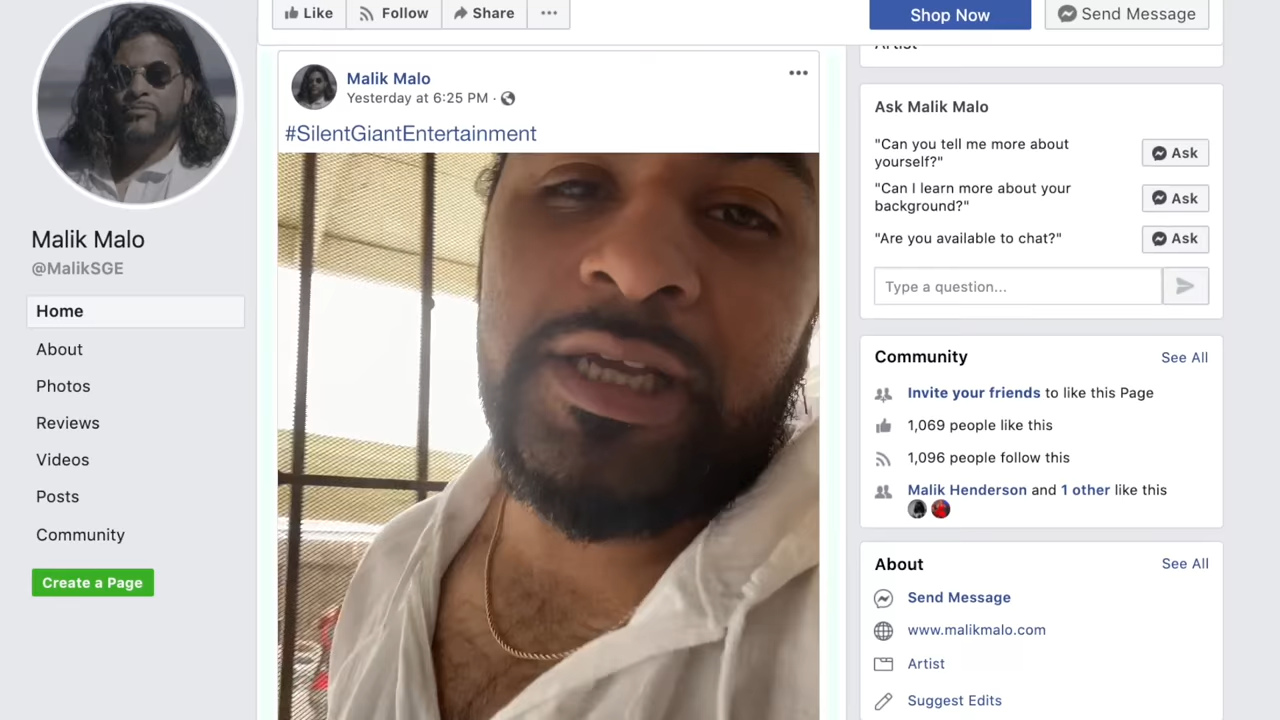 Like
Follow
Share
Shop Now
Send Message
Malik Malo
Yesterday at 6:25 PM ·
#SilentGiantEntertainment
Malik Malo
@MalikSGE
Home
About
Photos
Reviews
Videos
Posts
Community
Create a Page
Artist
Ask Malik Malo
"Can you tell me more about
yourself?"
Ask
"Can I learn more about your
background?"
Ask
"Are you available to chat?"
Ask
Type a question...
Community
See All
Invite your friends to like this Page
1,069 people like this
1,096 people follow this
Malik Henderson and 1 other like this
About
See All
Send Message
www.malikmalo.com
Artist
Suggest Edits